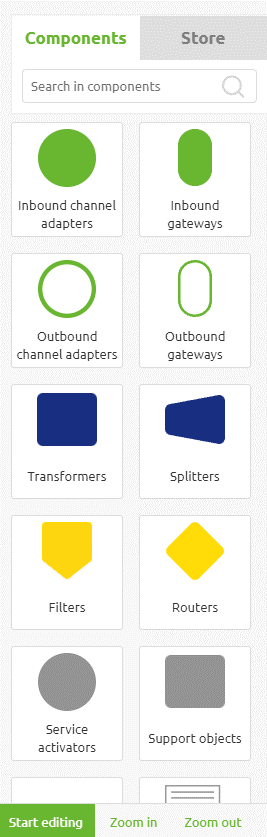 Components
Store
Search in components
Inbound channel
adapters
Inbound
gateways
Outbound
channel adapters
Outbound
gateways
Transformers
Splitters
Filters
Routers
Service
activators
Support objects
Start editing
Zoom in
Zoom out